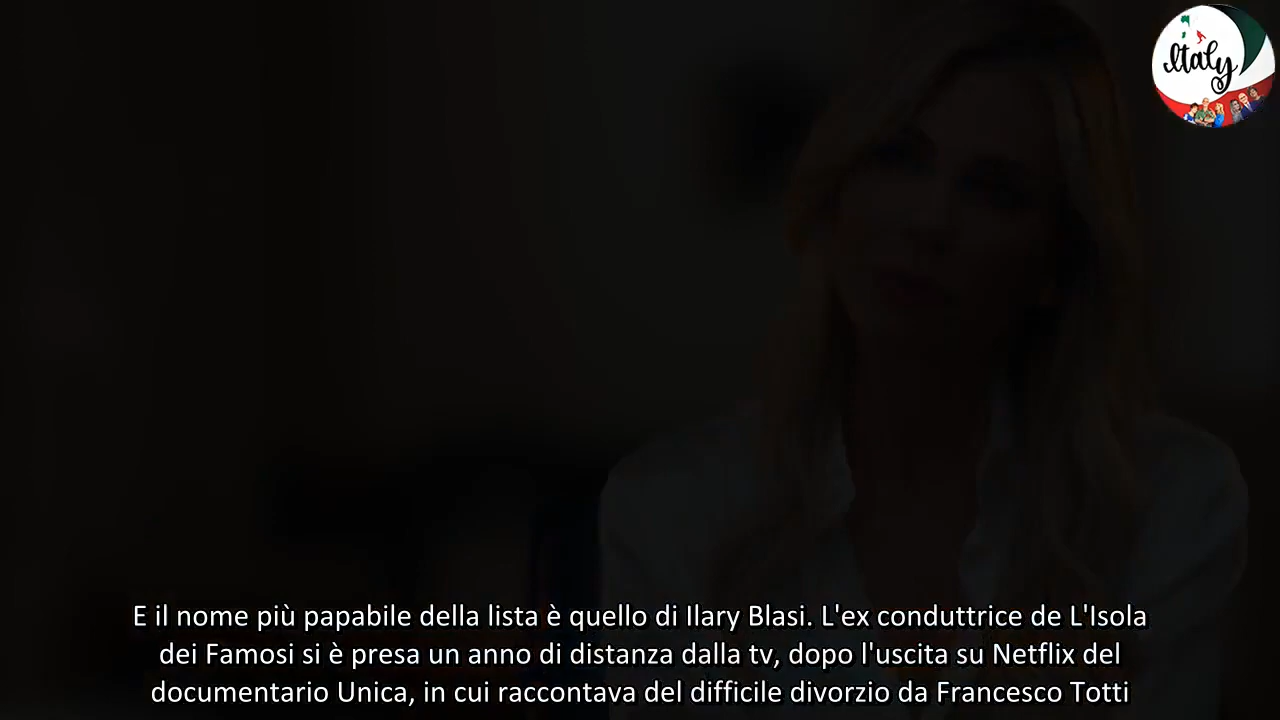 Italy
E il nome più papabile della lista è quello di Ilary Blasi. L'ex conduttrice de L'Isola
dei Famosi si è presa un anno di distanza dalla tv, dopo l'uscita su Netflix del
documentario Unica, in cui raccontava del difficile divorzio da Francesco Totti